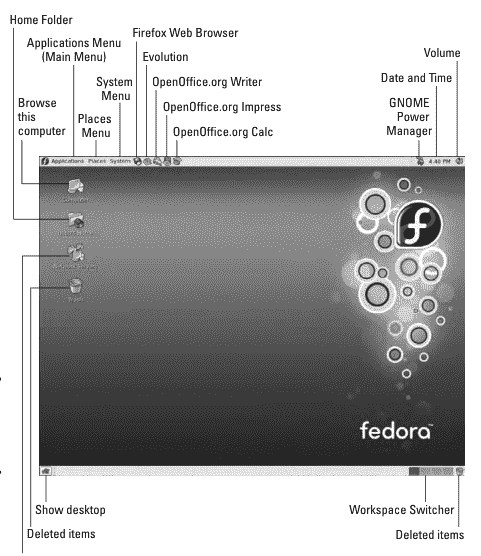 Home Folder
Firefox Web Browser
Applications Menu
(Main Menu)
Evolution
Volume
System
Menu
OpenOffice.org Writer
Date and Time
Browse
this
computer
Places
Menu
OpenOffice.org Impress
GNOME
Power
Manager
OpenOffice.org Calc
Applications Places System
4:40 PM
Computer
Trash
fedora
Show desktop
Workspace Switcher
Deleted items
Deleted items